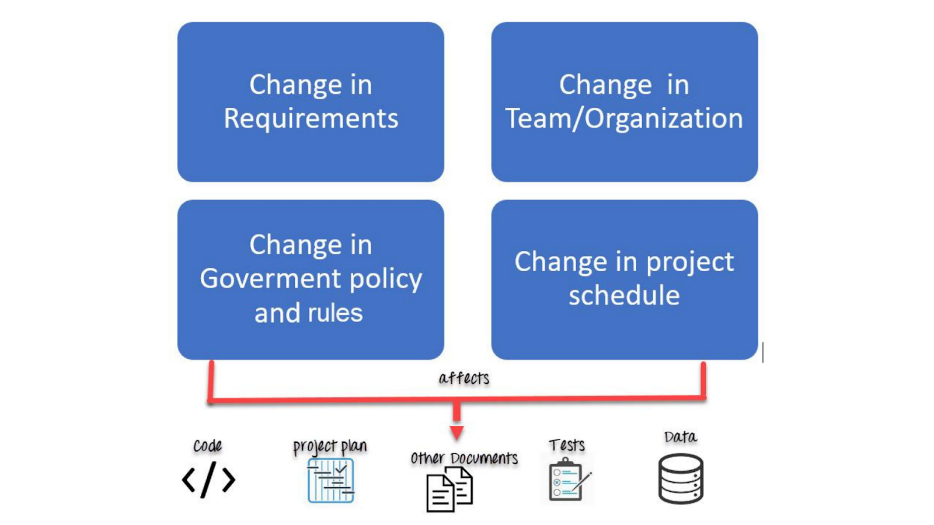 Change in
Requirements
Change in
Team/Organization
Change in
Goverment policy
and rules
Change in project
schedule
affects
Code
project plan
Other Documents
Tests
Data